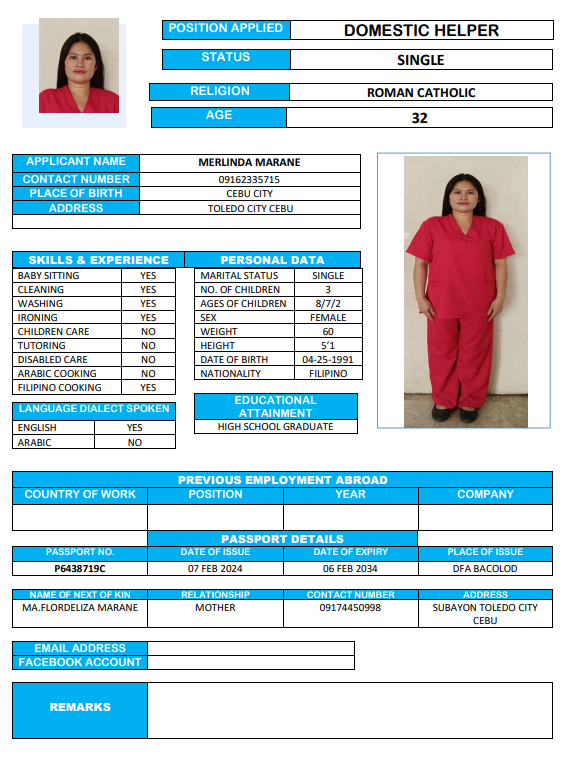 POSITION APPLIED DOMESTIC HELPER
STATUS SINGLE
RELIGION ROMAN CATHOLIC
AGE 32
APPLICANT NAME MERLINDA MARANE
CONTACT NUMBER 09162335715
PLACE OF BIRTH CEBU CITY
ADDRESS TOLEDO CITY CEBU
SKILLS & EXPERIENCE
BABY SITTING YES
CLEANING YES
WASHING YES
IRONING YES
CHILDREN CARE NO
TUTORING NO
DISABLED CARE NO
ARABIC COOKING NO
FILIPINO COOKING YES
LANGUAGE DIALECT SPOKEN
ENGLISH YES
ARABIC NO
PERSONAL DATA
MARITAL STATUS SINGLE
NO. OF CHILDREN 3
AGES OF CHILDREN 8/7/2
SEX FEMALE
WEIGHT 60
HEIGHT 5'1
DATE OF BIRTH 04-25-1991
NATIONALITY FILIPINO
EDUCATIONAL
ATTAINMENT
HIGH SCHOOL GRADUATE
PREVIOUS EMPLOYMENT ABROAD
COUNTRY OF WORK POSITION YEAR COMPANY
PASSPORT DETAILS
PASSPORT NO. DATE OF ISSUE DATE OF EXPIRY PLACE OF ISSUE
P6438719C 07 FEB 2024 06 FEB 2034 DFA BACOLOD
NAME OF NEXT OF KIN RELATIONSHIP CONTACT NUMBER ADDRESS
MA.FLORDELIZA MARANE MOTHER 09174450998 SUBAYON TOLEDO CITY
CEBU
EMAIL ADDRESS
FACEBOOK ACCOUNT
REMARKS